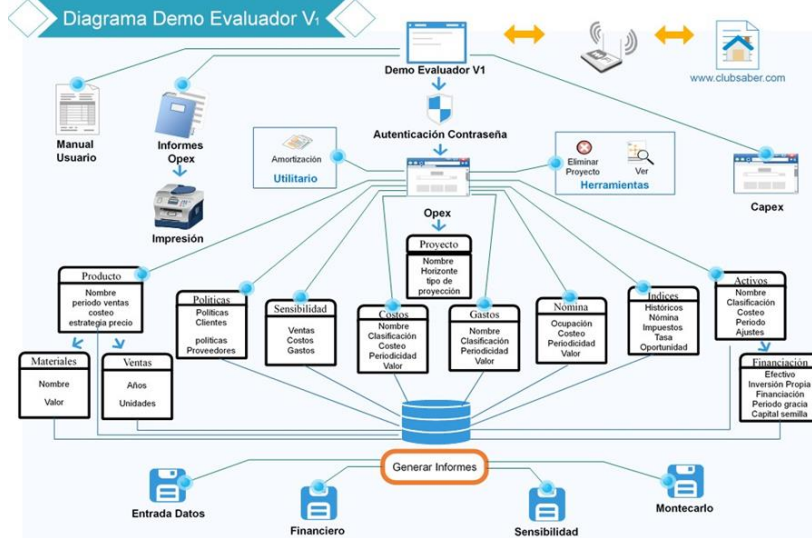 Diagrama Demo Evaluador V1
Demo Evaluador V1
www.clubsaber.com
Manual
Usuario
Informes
Opex
Autenticación Contraseña
Amortización
Utilitario
Eliminar
Proyecto
Ver
Herramientas
Capex
Impresión
Opex
Proyecto
Nombre
Horizonte
tipo de
proyección
Producto
Nombre
periodo ventas
costeo
estrategia precio
Políticas
Políticas
Clientes
políticas
Proveedores
Sensibilidad
Ventas
Costos
Gastos
Costos
Nombre
Clasificación
Costeo
Periodicidad
Valor
Gastos
Nombre
Clasificación
Periodicidad
Valor
Nómina
Ocupación
Costeo
Periodicidad
Valor
Indices
Históricos
Nómina
Impuestos
Tasa
Oportunidad
Activos
Nombre
Clasificación
Costeo
Periodo
Ajustes
Materiales
Nombre
Valor
Ventas
Años
Unidades
Financiación
Efectivo
Inversión Propia
Financiación
Periodo gracia
Capital semilla
Generar Informes
Entrada Datos
Financiero
Sensibilidad
Montecarlo